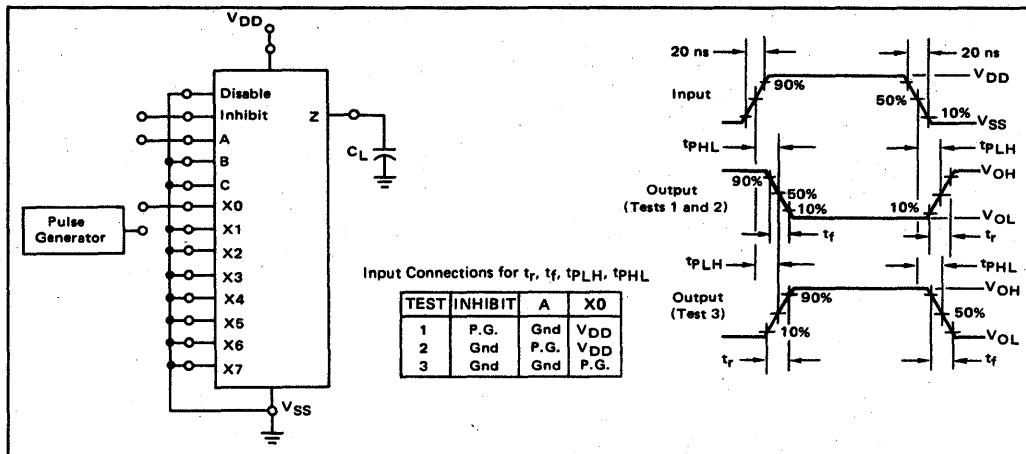 VDD
Disable
Inhibit
A
B
C
X0
X1
X2
X3
X4
X5
X6
X7
Z
CL
VSS
Pulse
Generator
Input Connections for tr, tf, tPLH, tPHL
TEST INHIBIT A X0
1 P.G. Gnd VDD
2 Gnd P.G. VDD
3 Gnd Gnd P.G.
20 ns 20 ns
Input 90% 50% 10% VDD
VSS
tPHL tPLH
Output
(Tests 1 and 2)
90% 50% 10% 10% VOH
VOL
tf tr
tPLH tPHL
Output
(Test 3)
90% 10% 50% VOH
VOL
tr tf